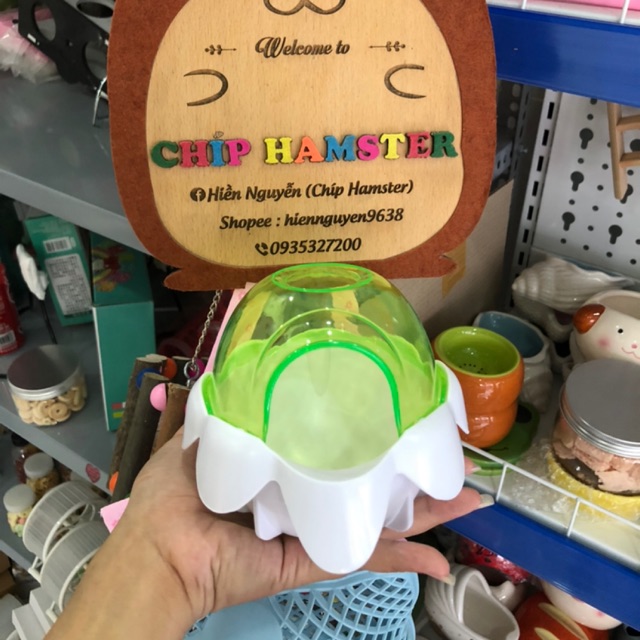 Welcome to
CHÍP HAMSTER
Hiền Nguyễn (Chíp Hamster)
Shopee : hiennguyen9638
0935327200